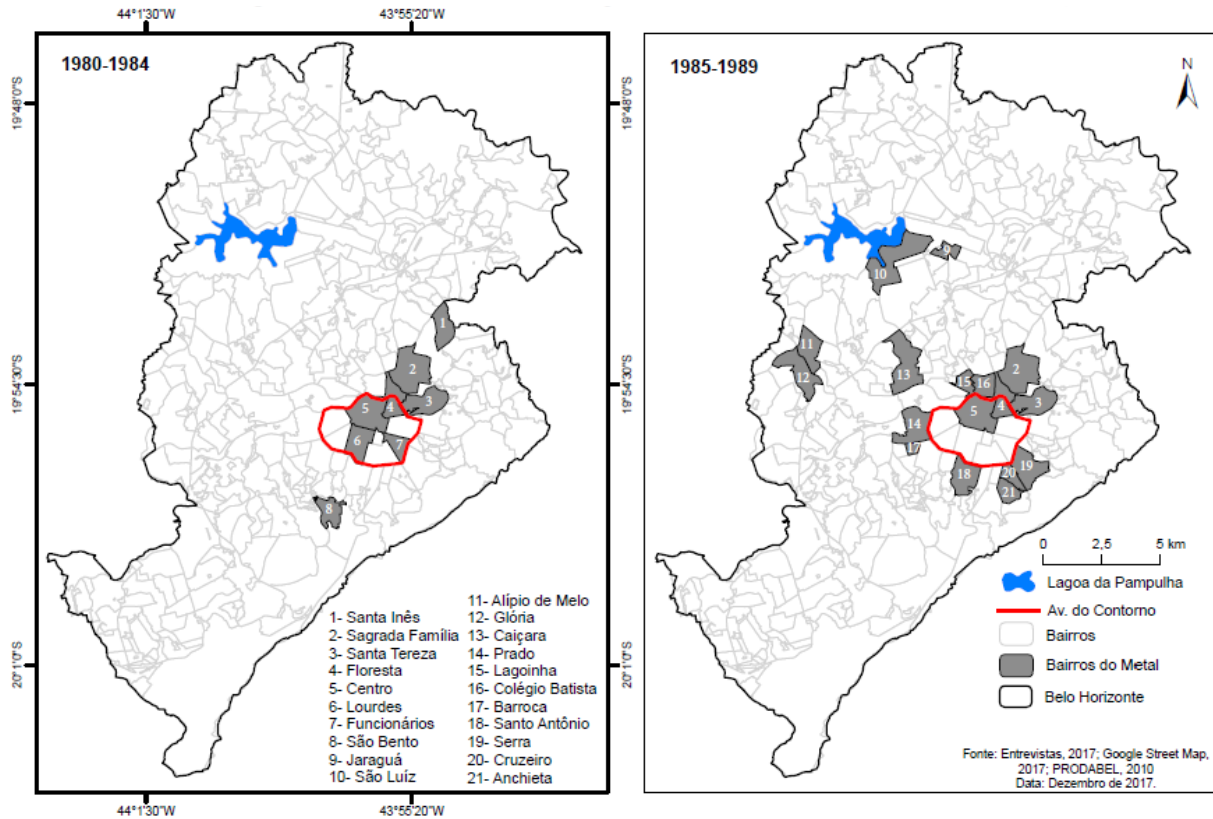 44°1'30"W
43°55'20"W
1980-1984
19°48'0"S
19°54'30"S
20°1'0"S
1
2
3
4
5
6
7
8
1- Santa Inês
2- Sagrada Família
3- Santa Tereza
4- Floresta
5- Centro
6- Lourdes
7- Funcionários
8- São Bento
9- Jaraguá
10- São Luíz
11- Alípio de Melo
12- Glória
13- Caiçara
14- Prado
15- Lagoinha
16- Colégio Batista
17- Barroca
18- Santo Antônio
19- Serra
20- Cruzeiro
21- Anchieta
44°1'30"W
43°55'20"W
1985-1989
N
19°48'0"S
19°54'30"S
20°1'0"S
9
10
11
12
13
15
16
2
3
4
5
14
17
18
19
20
21
0 2,5 5 km
Lagoa da Pampulha
Av. do Contorno
Bairros
Bairros do Metal
Belo Horizonte
Fonte: Entrevistas, 2017; Google Street Map,
2017; PRODABEL, 2010
Data: Dezembro de 2017.